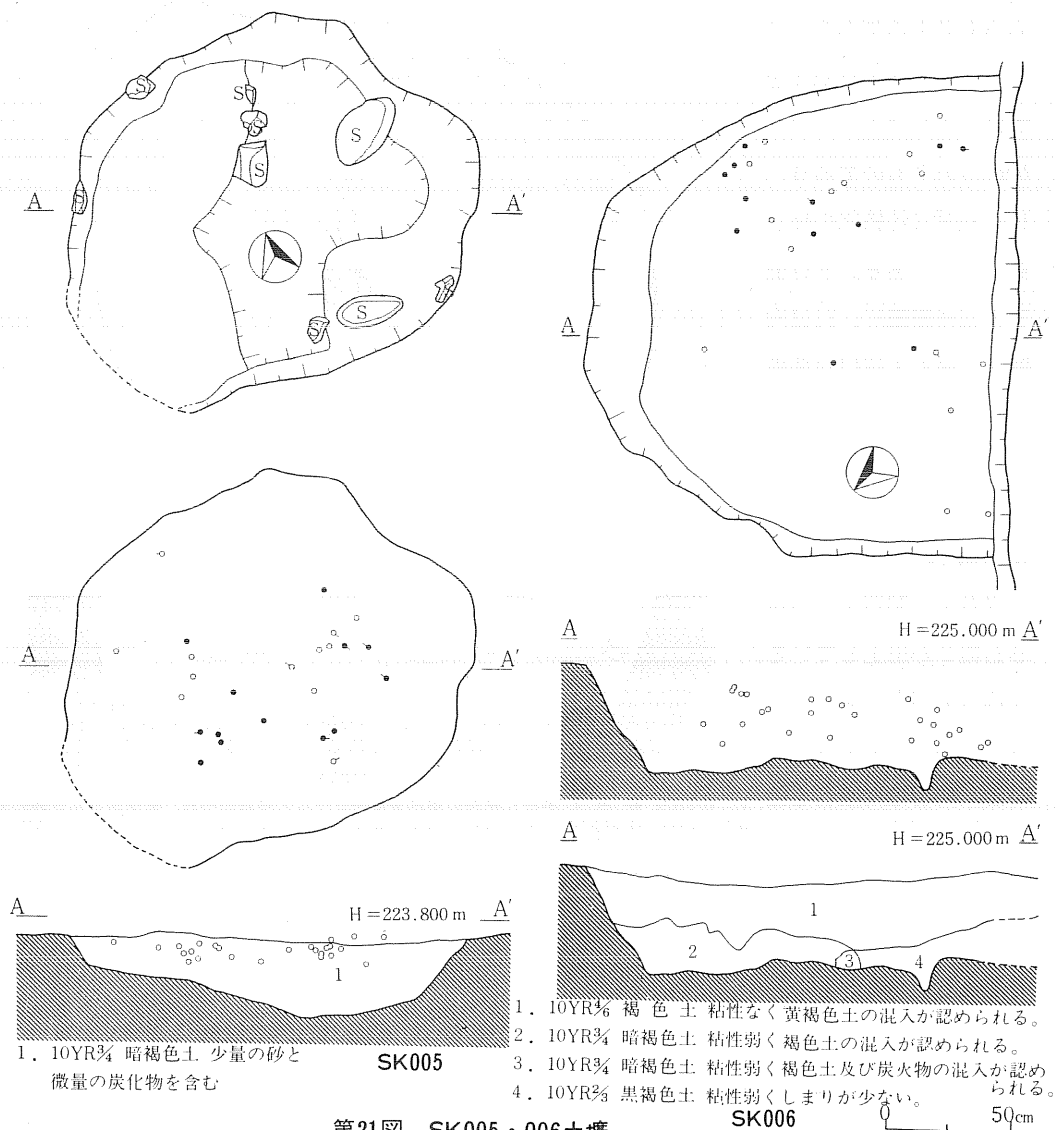 S
S
S
S
S
A A'
S
S
A A'
A A'
A H=225.000m A'
A H=225.000m A'
1
2 3 4
A H=223.800m A'
1
1. 10YR¾ 暗褐色土 少量の砂と
微量の炭化物を含む
SK005
1. 10YR4/6 褐色土 粘性なく黄褐色土の混入が認められる。
2. 10YR¾ 暗褐色土 粘性弱く褐色土の混入が認められる。
3. 10YR¾ 暗褐色土 粘性弱く褐色土及び炭火物の混入が認め
られる。
4. 10YR⅔ 黒褐色土 粘性弱くしまりが少ない。
SK006
0 50cm
第21図 SK005・006土壙